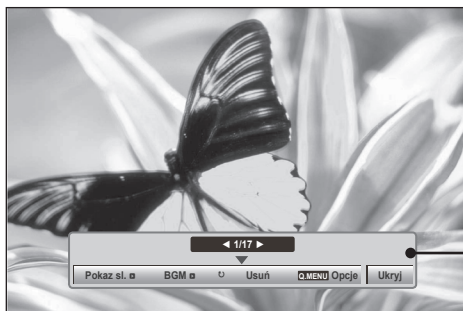 ◀ 1/17 ▶
Pokaz sl. BGM ↻ Usuń Q.MENU Opcje Ukryj